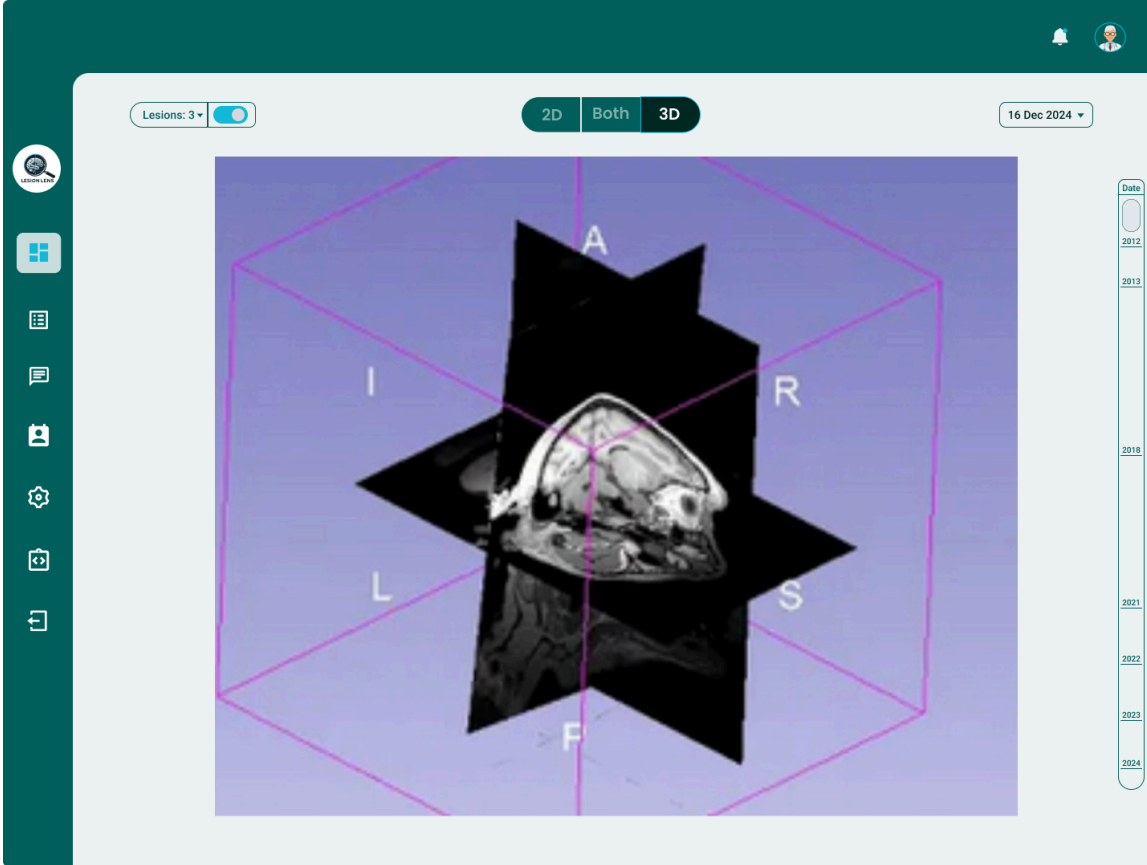 Lesions: 3
2D
Both
3D
16 Dec 2024
LESION LENS
A
I
R
L
S
P
Date
2012
2013
2018
2021
2022
2023
2024